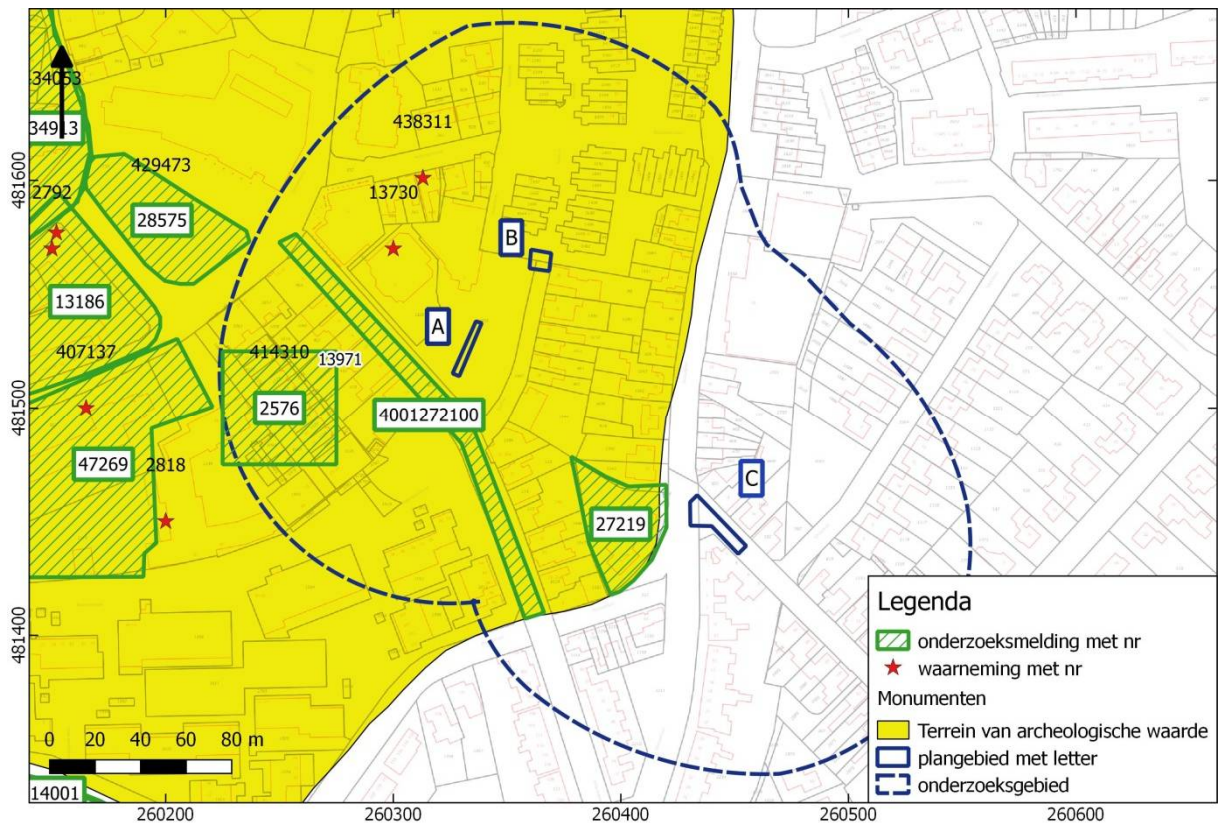 34053
34913
438311
429473
481600
2792
28575
13730
B
13186
A
407137
414310
13971
481500
2576
4001272100
47269
2818
C
27219
481400
Legenda
onderzoeksmelding met nr
waarneming met nr
Monumenten
Terrein van archeologische waarde
plangebied met letter
onderzoeksgebied
0 20 40 60 80 m
14001
260200
260300
260400
260500
260600